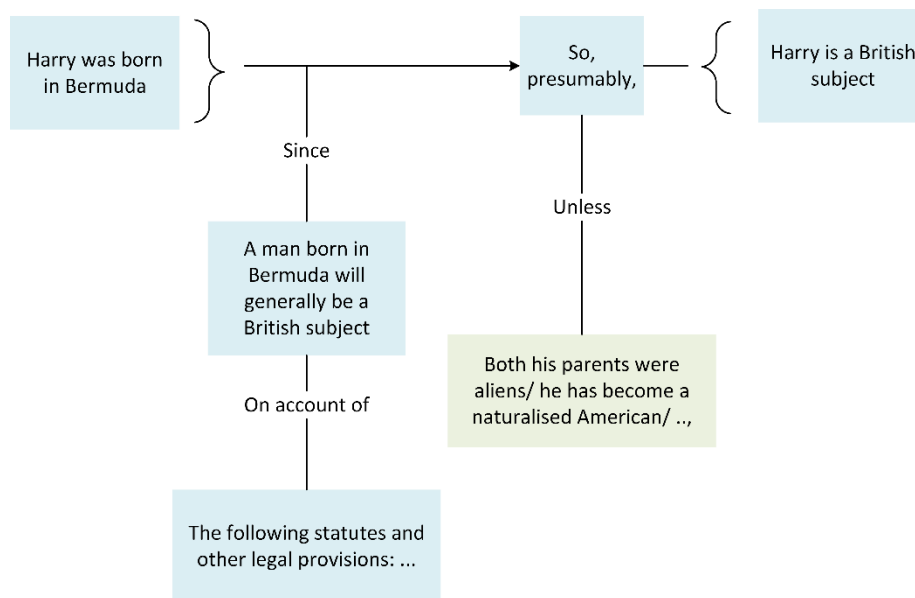 Harry was born
in Bermuda
So,
presumably,
Harry is a British
subject
Since
Unless
A man born in
Bermuda will
generally be a
British subject
Both his parents were
aliens/ he has become a
naturalised American/ ..,
On account of
The following statutes and
other legal provisions: ...